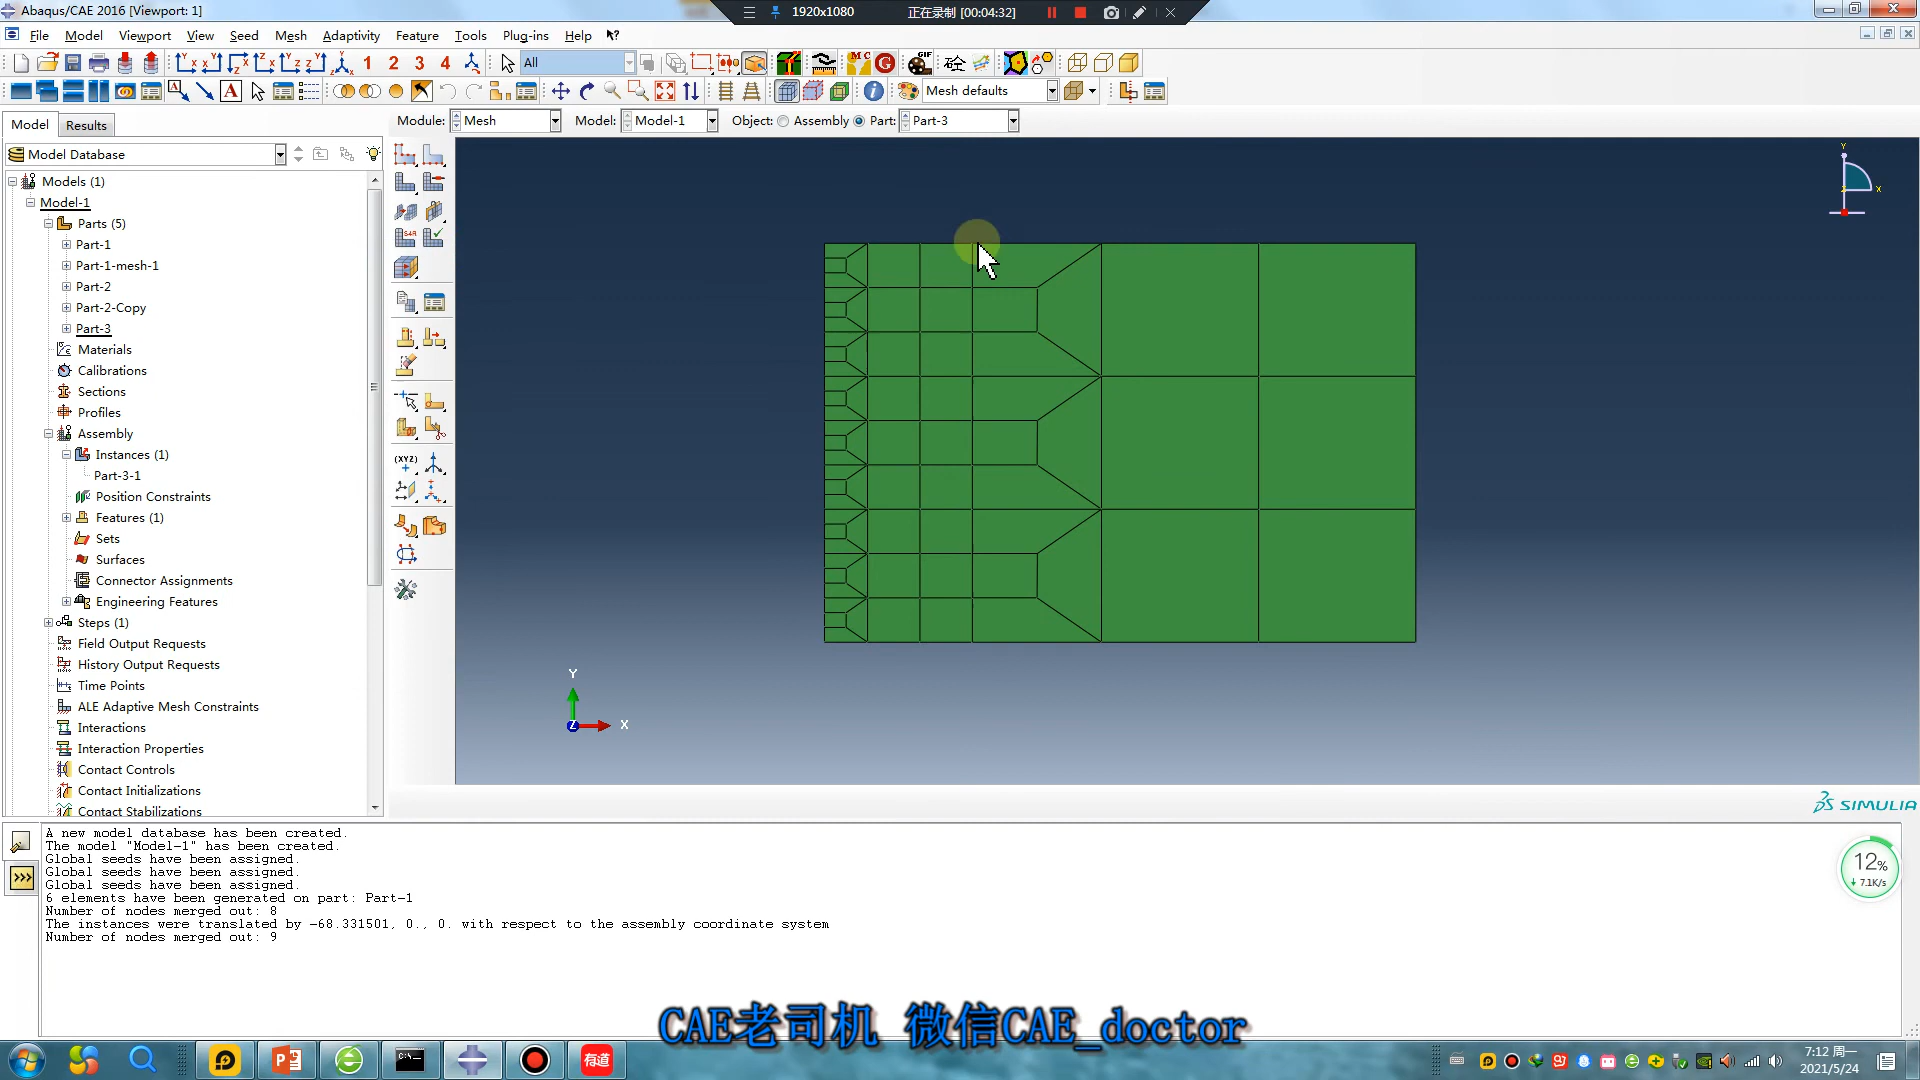 Abaqus/CAE 2016 [Viewport: 1]
1920x1080
正在录制 [00:04:32]
File Model Viewport View Seed Mesh Adaptivity Feature Tools Plug-ins Help
1 2 3 4
All
GIF
Mesh defaults
Model Results
Module: Mesh Model: Model-1 Object: Assembly Part: Part-3
Model Database
Models (1)
Model-1
Parts (5)
Part-1
Part-1-mesh-1
Part-2
Part-2-Copy
Part-3
Materials
Calibrations
Sections
Profiles
Assembly
Instances (1)
Part-3-1
Position Constraints
Features (1)
Sets
Surfaces
Connector Assignments
Engineering Features
Steps (1)
Field Output Requests
History Output Requests
Time Points
ALE Adaptive Mesh Constraints
Interactions
Interaction Properties
Contact Controls
Contact Initializations
Contact Stabilizations
Y
X
Z
Y
X
SIMULIA
A new model database has been created.
The model "Model-1" has been created.
Global seeds have been assigned.
Global seeds have been assigned.
Global seeds have been assigned.
6 elements have been generated on part: Part-1
Number of nodes merged out: 8
The instances were translated by -68.331501, 0., 0. with respect to the assembly coordinate system
Number of nodes merged out: 9
12%
7.1K/s
CAE老司机 微信CAE_doctor
有道
7:12 周一
2021/5/24